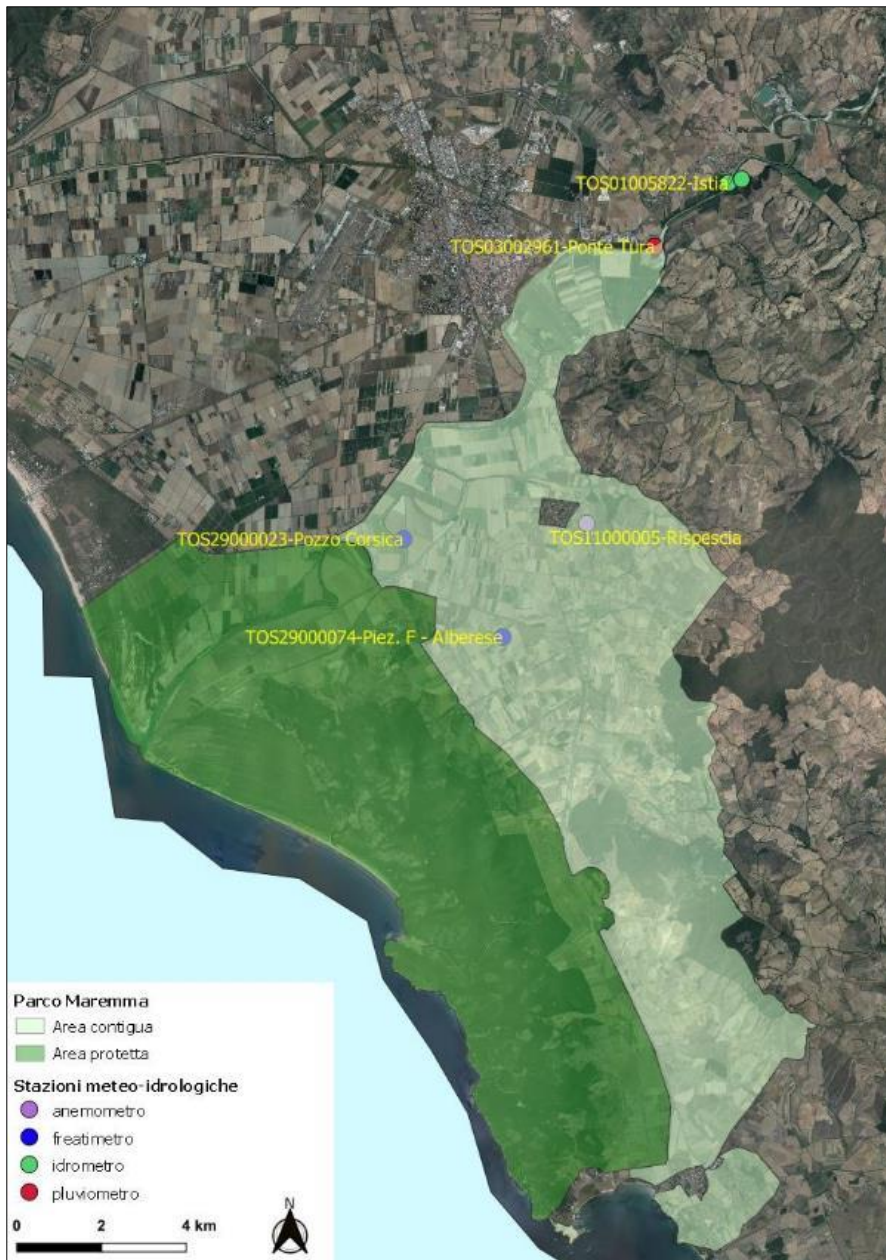 TOS01005822-Istia
TOS03002961-Ponte Tura
TOS29000023-Pozzo Corsica
TOS11000005-Rispescia
TOS29000074-Piez. F - Alberese
Parco Maremma
Area contigua
Area protetta
Stazioni meteo-idrologiche
anemometro
freatimetro
idrometro
pluviometro
0 2 4 km
N